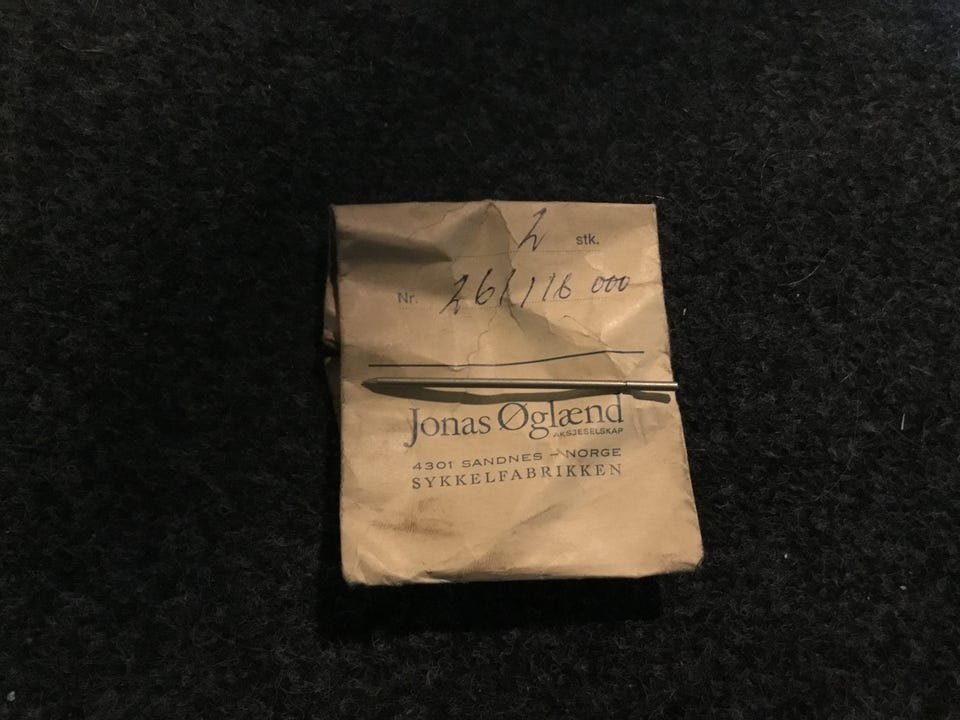 2 stk.
Nr. 261116 000
Jonas Øglænd
AKSJESELSKAP
4301 SANDNES – NORGE
SYKKELFABRIKKEN